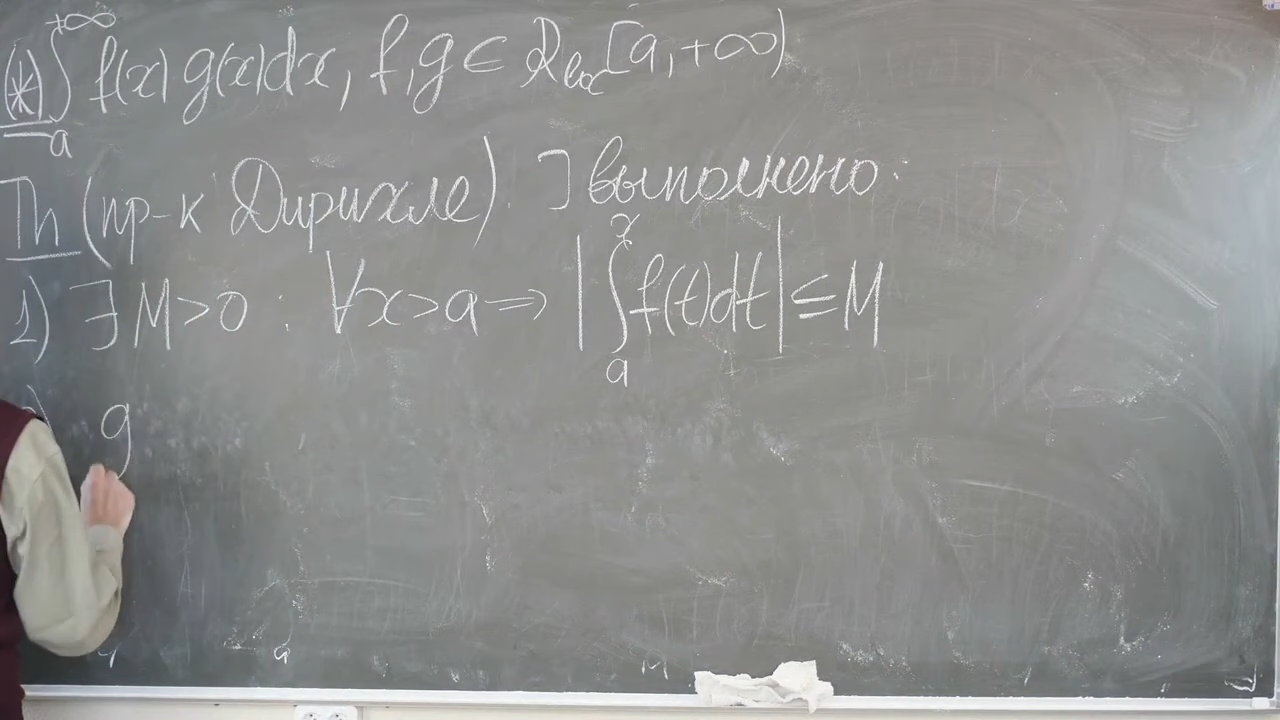 (*) ∫_a^{+∞} f(x) g(x)dx, f,g ∈ R_loc[a,+∞)
Th (пр-к Дирихле). ] выполнено:
1) ∃ M>0 : ∀x>a ⇒ |∫_a^x f(t)dt| ≤ M
) g